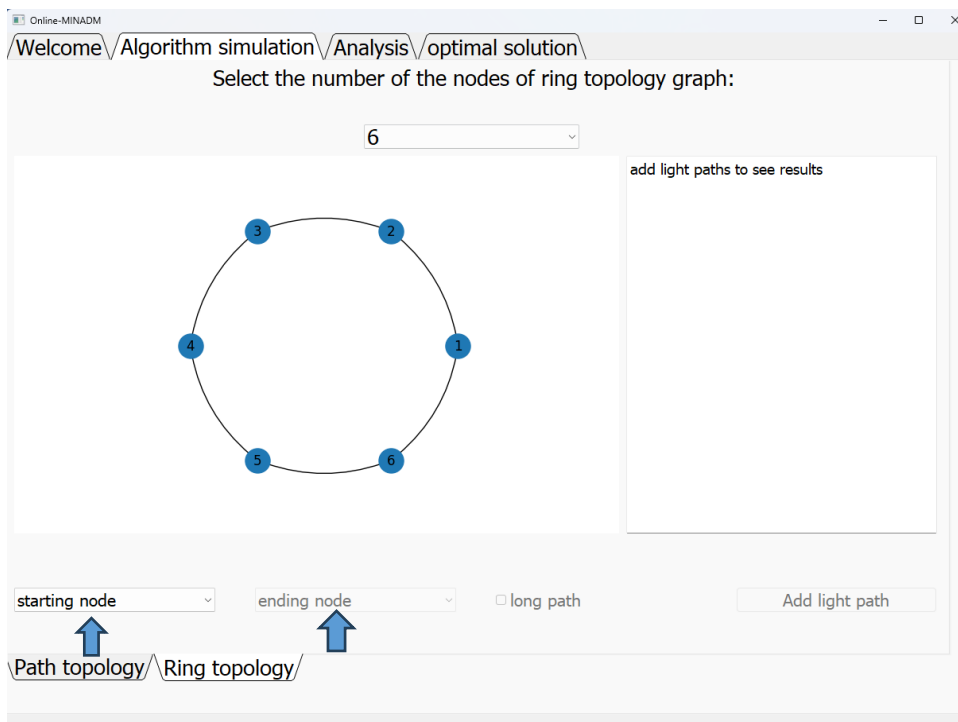 Online-MINADM
Welcome Algorithm simulation Analysis optimal solution
Select the number of the nodes of ring topology graph:
6
add light paths to see results
3 2
4 1
5 6
starting node ending node long path Add light path
Path topology Ring topology